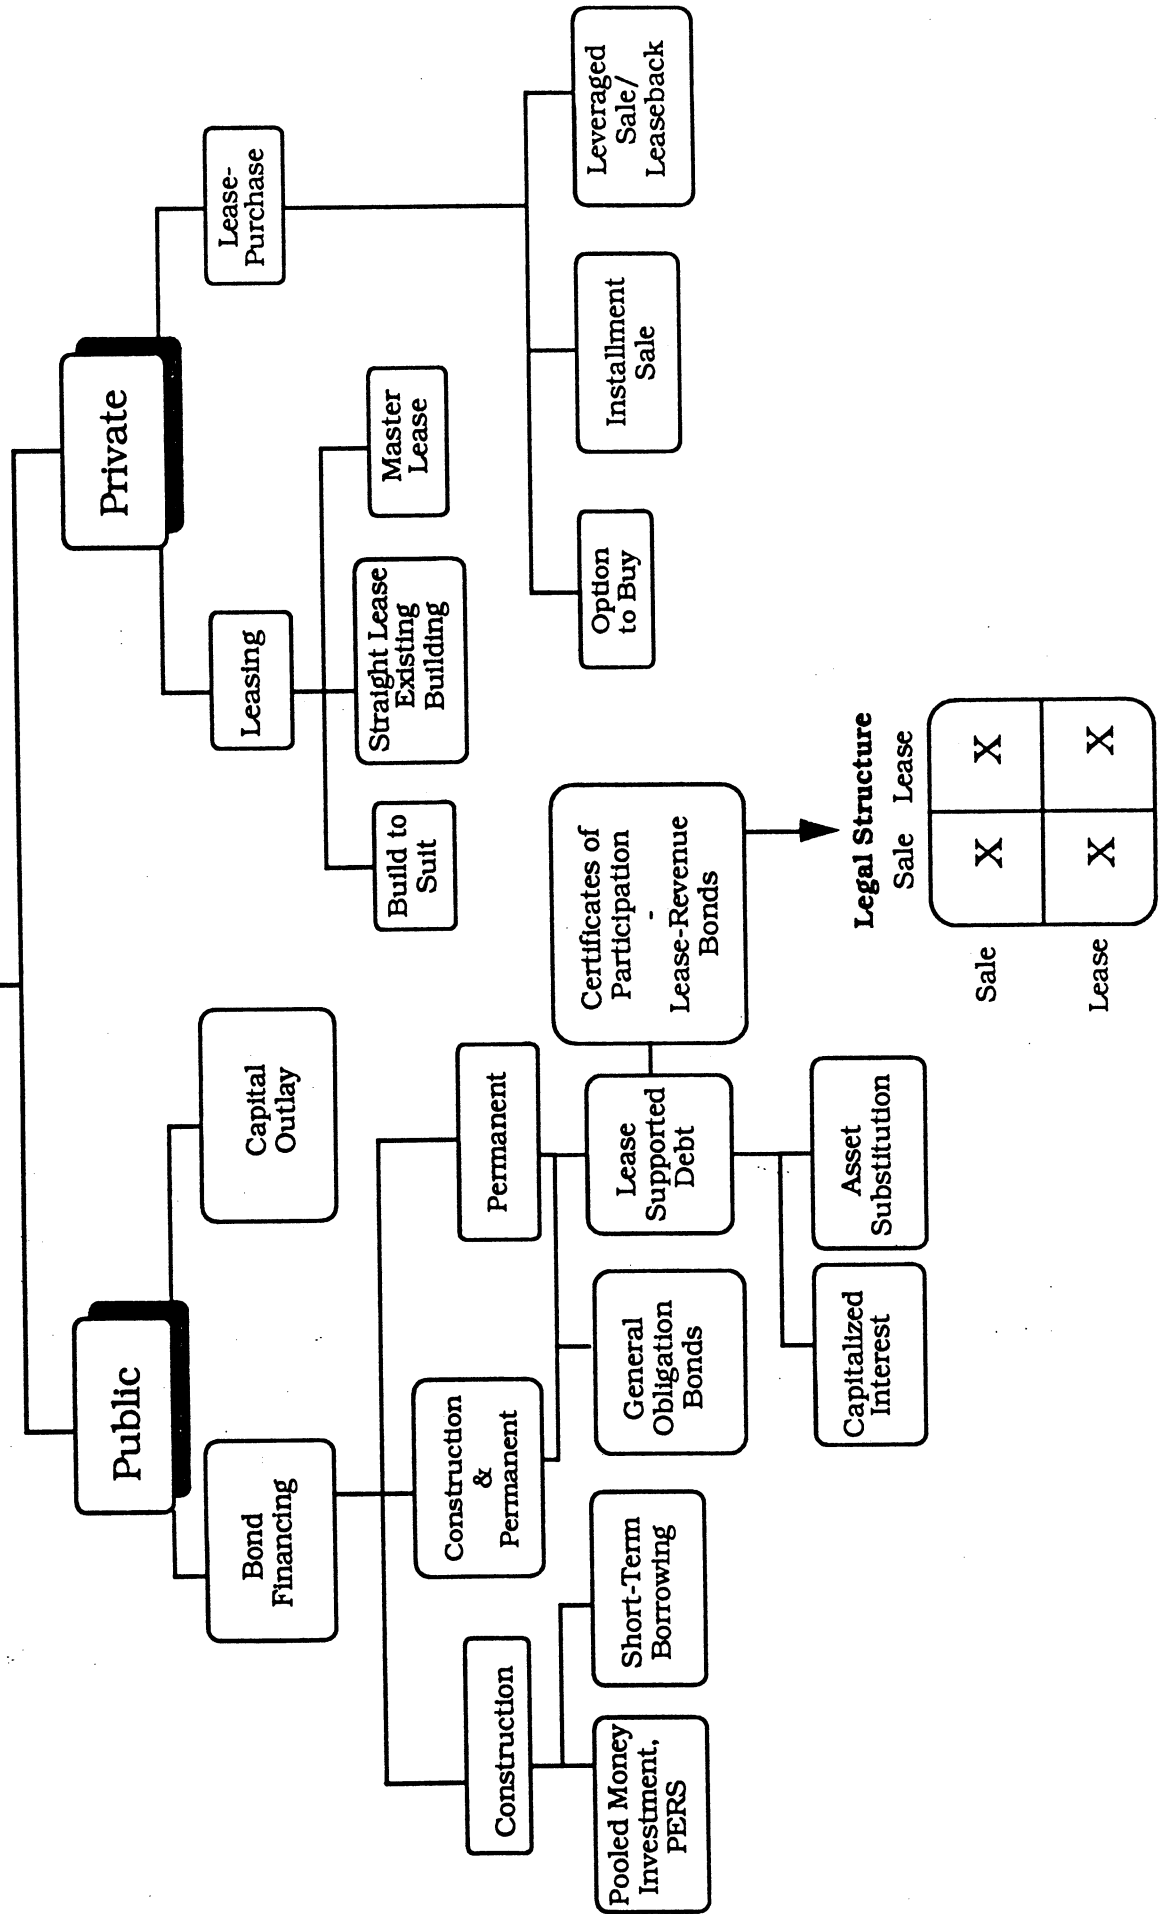 Public
Private
Bond
Financing
Capital
Outlay
Leasing
Lease-
Purchase
Construction
Construction
&
Permanent
Permanent
Build to
Suit
Straight Lease
Existing
Building
Master
Lease
Pooled Money
Investment,
PERS
Short-Term
Borrowing
General
Obligation
Bonds
Lease
Supported
Debt
Certificates of
Participation
-
Lease-Revenue
Bonds
Option
to Buy
Installment
Sale
Leveraged
Sale/
Leaseback
Capitalized
Interest
Asset
Substitution
Legal Structure
Sale Lease
Sale X X
Lease X X